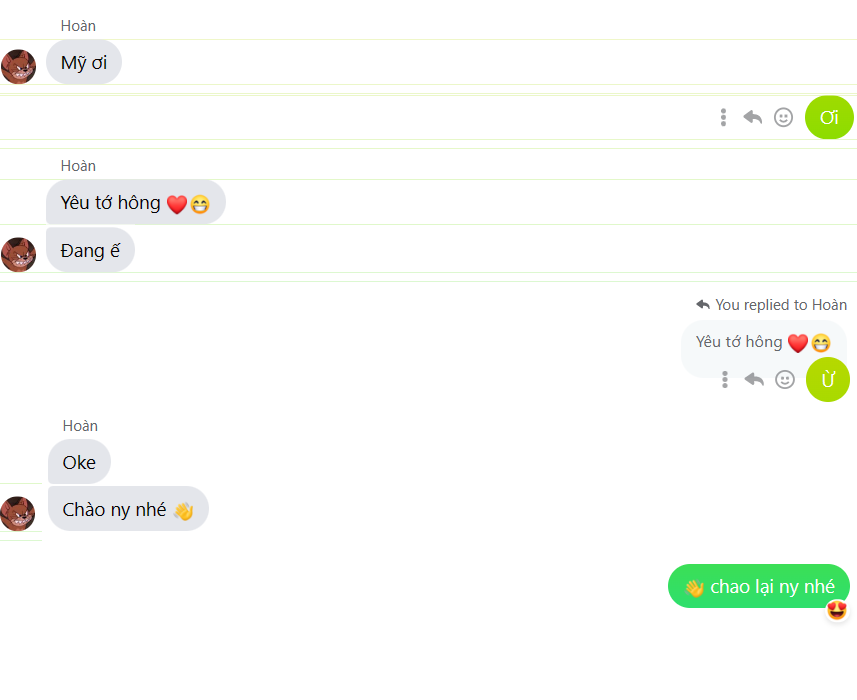 Hoàn
Mỹ ơi
Ơi
Hoàn
Yêu tớ hông ❤️😁
Đang ế
You replied to Hoàn
Yêu tớ hông ❤️😁
Ừ
Hoàn
Oke
Chào ny nhé 👋
👋 chao lại ny nhé